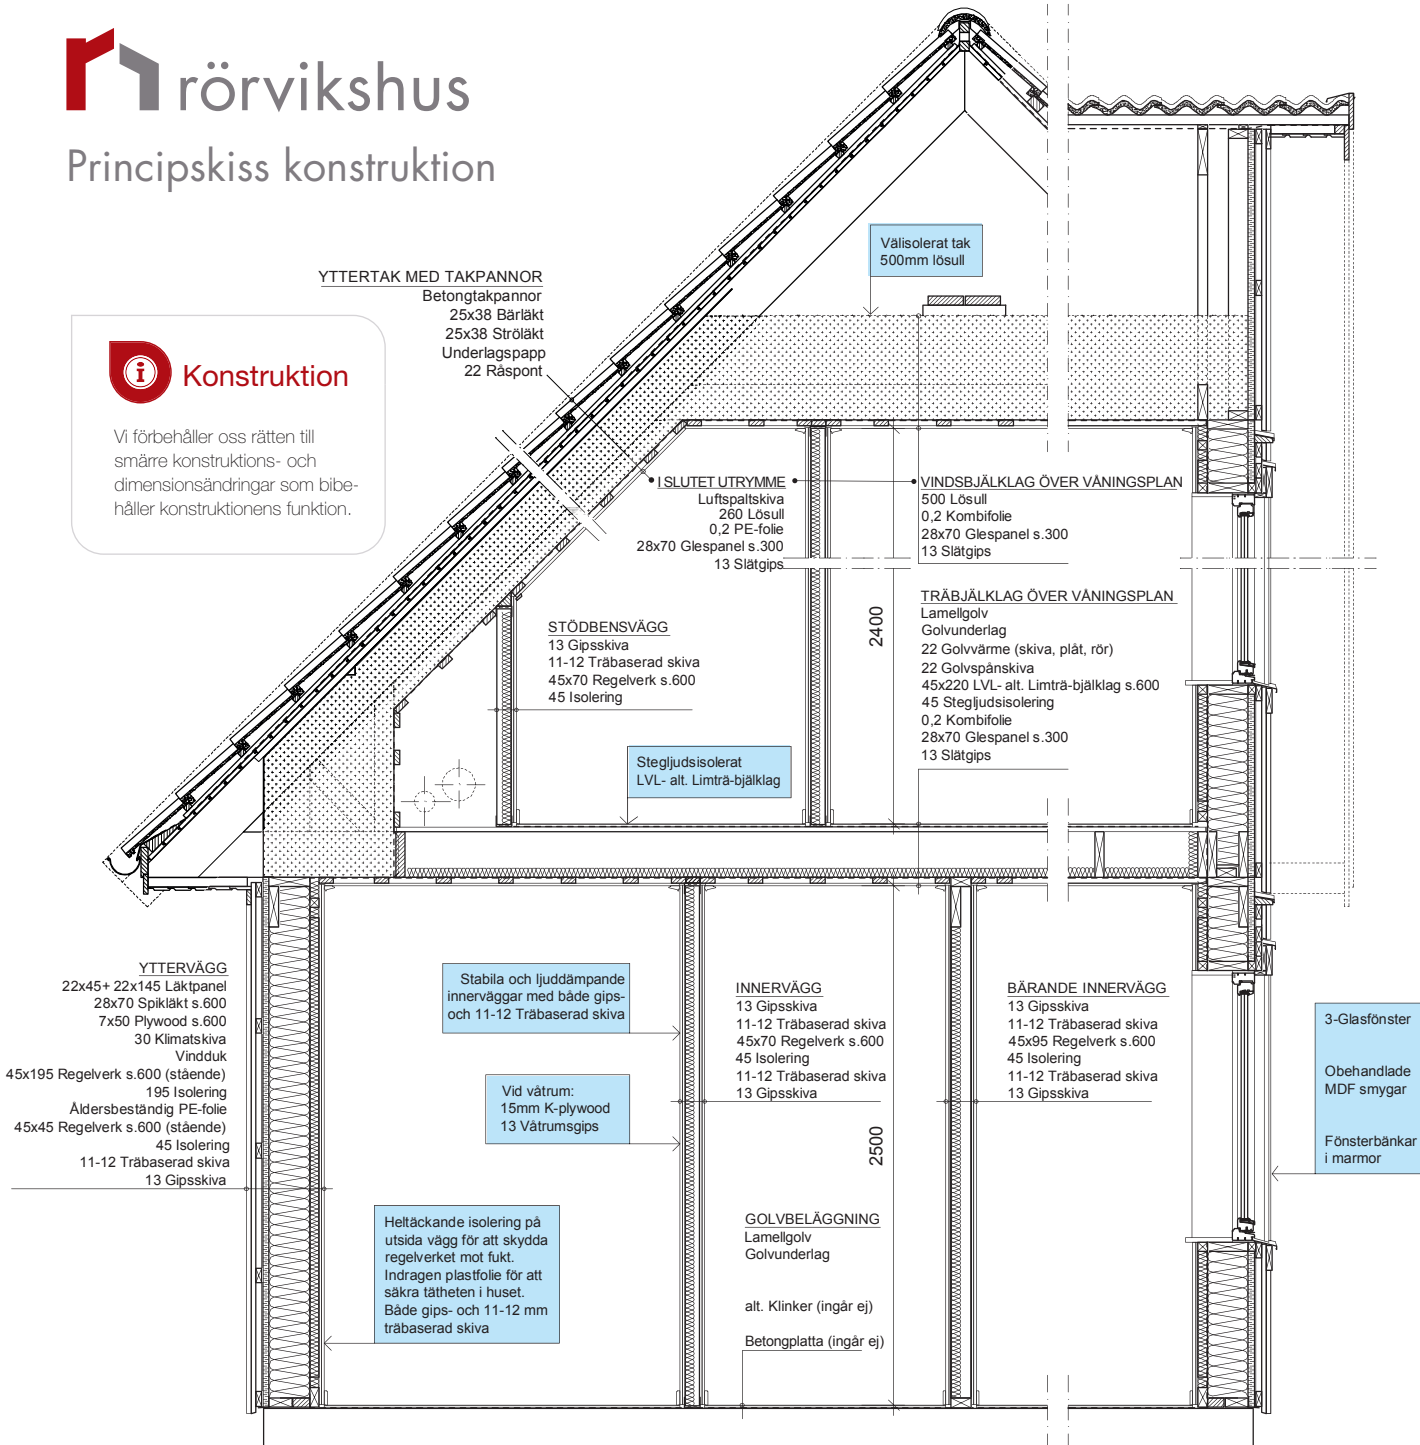 rörvikshus
Principskiss konstruktion
Välisolerat tak
500mm lösull
YTTERTAK MED TAKPANNOR
Betongtakpannor
25x38 Bärläkt
25x38 Ströläkt
Underlagspapp
22 Råspont
i Konstruktion
Vi förbehåller oss rätten till
smärre konstruktions- och
dimensionsändringar som bibe-
håller konstruktionens funktion.
I SLUTET UTRYMME
Luftspaltskiva
260 Lösull
0,2 PE-folie
28x70 Glespanel s.300
13 Slätgips
VINDSBJÄLKLAG ÖVER VÅNINGSPLAN
500 Lösull
0,2 Kombifolie
28x70 Glespanel s.300
13 Slätgips
2400
TRÄBJÄLKLAG ÖVER VÅNINGSPLAN
Lamellgolv
Golvunderlag
22 Golvvärme (skiva, plåt, rör)
22 Golvspånskiva
45x220 LVL- alt. Limträ-bjälklag s.600
45 Stegljudsisolering
0,2 Kombifolie
28x70 Glespanel s.300
13 Slätgips
STÖDBENSVÄGG
13 Gipsskiva
11-12 Träbaserad skiva
45x70 Regelverk s.600
45 Isolering
Stegljudsisolerat
LVL- alt. Limträ-bjälklag
YTTERVÄGG
22x45+ 22x145 Läktpanel
28x70 Spikläkt s.600
7x50 Plywood s.600
30 Klimatskiva
Vindduk
45x195 Regelverk s.600 (stående)
195 Isolering
Åldersbeständig PE-folie
45x45 Regelverk s.600 (stående)
45 Isolering
11-12 Träbaserad skiva
13 Gipsskiva
Stabila och ljuddämpande
innerväggar med både gips-
och 11-12 Träbaserad skiva
Vid våtrum:
15mm K-plywood
13 Våtrumsgips
INNERVÄGG
13 Gipsskiva
11-12 Träbaserad skiva
45x70 Regelverk s.600
45 Isolering
11-12 Träbaserad skiva
13 Gipsskiva
BÄRANDE INNERVÄGG
13 Gipsskiva
11-12 Träbaserad skiva
45x95 Regelverk s.600
45 Isolering
11-12 Träbaserad skiva
13 Gipsskiva
3-Glasfönster
Obehandlade
MDF smygar
Fönsterbänkar
i marmor
2500
Heltäckande isolering på
utsida vägg för att skydda
regelverket mot fukt.
Indragen plastfolie för att
säkra tätheten i huset.
Både gips- och 11-12 mm
träbaserad skiva
GOLVBELÄGGNING
Lamellgolv
Golvunderlag
alt. Klinker (ingår ej)
Betongplatta (ingår ej)